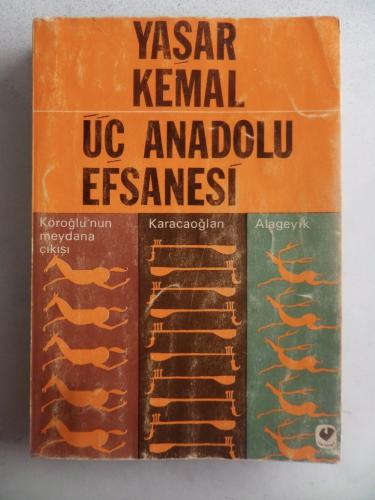 YAŞAR
KEMAL
ÜÇ ANADOLU
EFSANESİ
Köroğlu'nun
meydana
çıkışı
Karacaoğlan
Alageyik